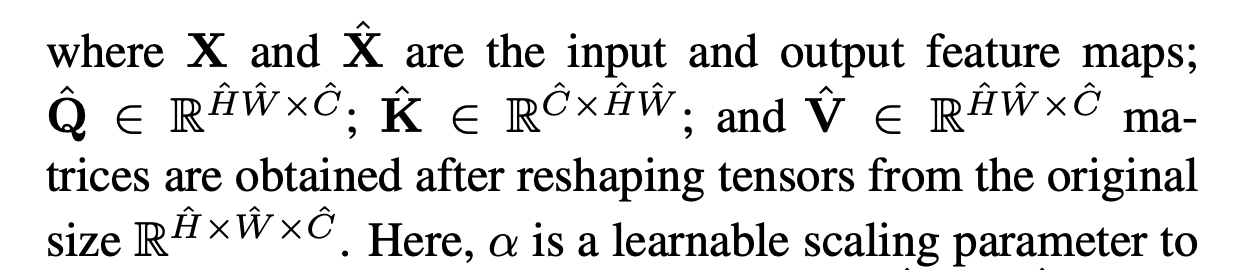 where X and X̂ are the input and output feature maps;
Q̂ ∈ ℝ^{ĤŴ×Ĉ}; K̂ ∈ ℝ^{Ĉ×ĤŴ}; and V̂ ∈ ℝ^{ĤŴ×Ĉ} ma-
trices are obtained after reshaping tensors from the original
size ℝ^{Ĥ×Ŵ×Ĉ}. Here, α is a learnable scaling parameter to